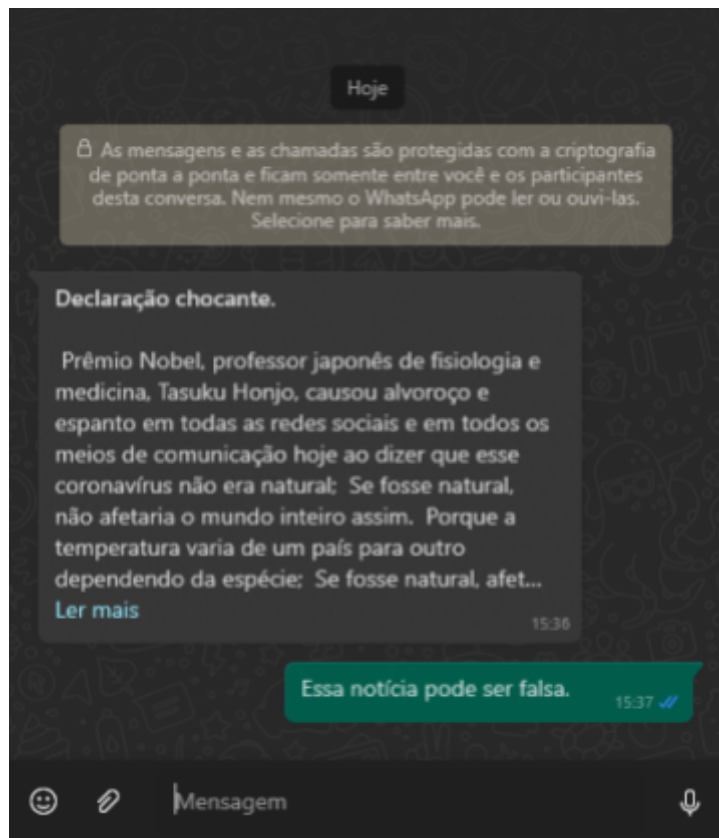 Hoje
As mensagens e as chamadas são protegidas com a criptografia
de ponta a ponta e ficam somente entre você e os participantes
desta conversa. Nem mesmo o WhatsApp pode ler ou ouvi-las.
Selecione para saber mais.
Declaração chocante.
Prêmio Nobel, professor japonês de fisiologia e
medicina, Tasuku Honjo, causou alvoroço e
espanto em todas as redes sociais e em todos os
meios de comunicação hoje ao dizer que esse
coronavírus não era natural;  Se fosse natural,
não afetaria o mundo inteiro assim.  Porque a
temperatura varia de um país para outro
dependendo da espécie;  Se fosse natural, afet...
Ler mais
15:36
Essa notícia pode ser falsa.
15:37
Mensagem